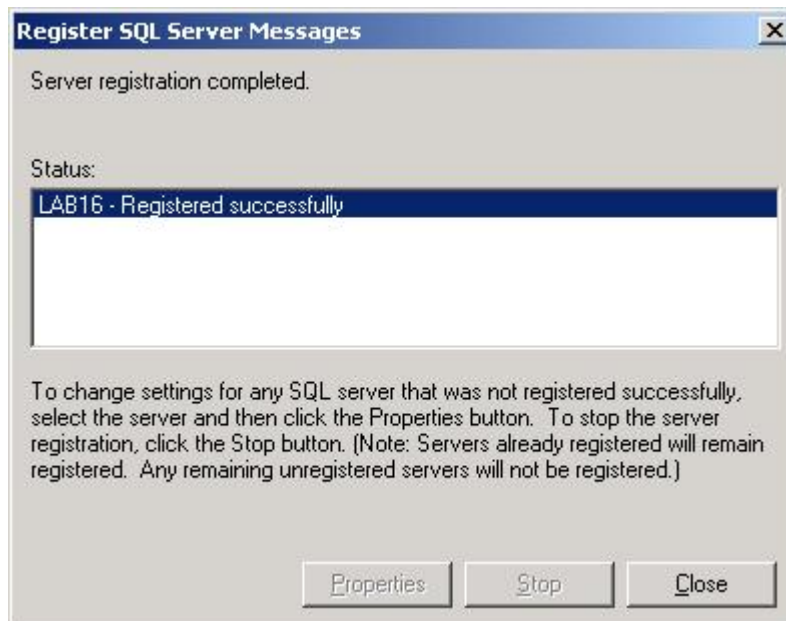 Register SQL Server Messages
Server registration completed.
Status:
LAB16 - Registered successfully
To change settings for any SQL server that was not registered successfully,
select the server and then click the Properties button.  To stop the server
registration, click the Stop button. (Note: Servers already registered will remain
registered.  Any remaining unregistered servers will not be registered.)
Properties
Stop
Close